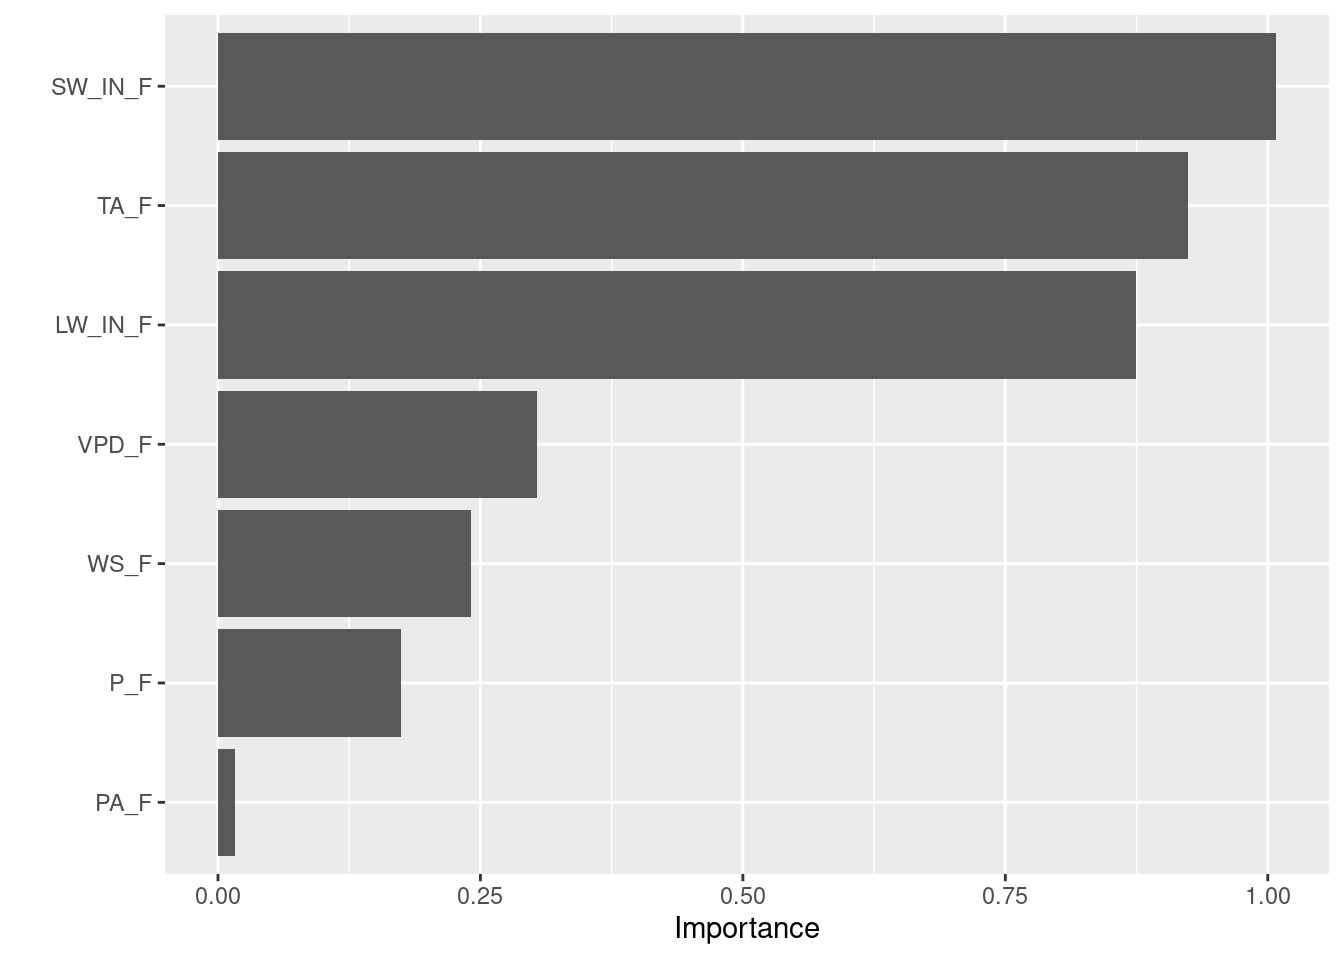 SW_IN_F
TA_F
LW_IN_F
VPD_F
WS_F
P_F
PA_F
0.00 0.25 0.50 0.75 1.00
Importance